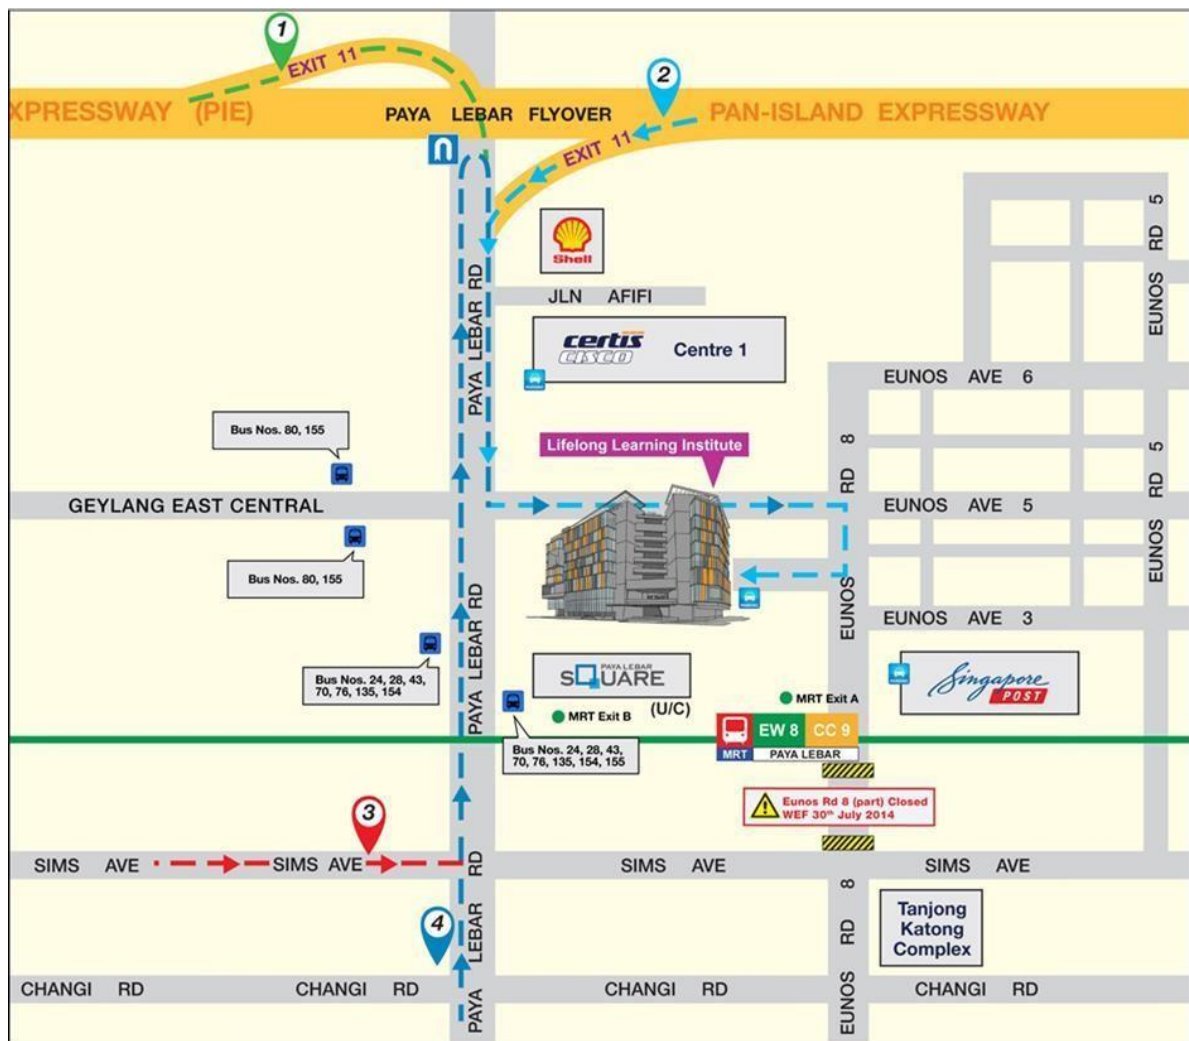 1
EXIT 11
2
XPRESSWAY (PIE)
PAYA LEBAR FLYOVER
PAN-ISLAND EXPRESSWAY
EXIT 11
Shell
PAYA LEBAR RD
JLN AFIFI
EUNOS RD 5
certis
CISCO
Centre 1
EUNOS AVE 6
Bus Nos. 80, 155
Lifelong Learning Institute
EUNOS RD 8
EUNOS RD 5
GEYLANG EAST CENTRAL
EUNOS AVE 5
Bus Nos. 80, 155
PAYA LEBAR RD
EUNOS AVE 3
Bus Nos. 24, 28, 43,
70, 76, 135, 154
PAYA LEBAR
SQUARE
(U/C)
MRT Exit B
MRT Exit A
Singapore
POST
Bus Nos. 24, 28, 43,
70, 76, 135, 154, 155
EW 8
CC 9
MRT
PAYA LEBAR
Eunos Rd 8 (part) Closed
WEF 30th July 2014
3
SIMS AVE
SIMS AVE
SIMS AVE
SIMS AVE
4
PAYA LEBAR RD
EUNOS RD 8
Tanjong
Katong
Complex
CHANGI RD
CHANGI RD
CHANGI RD
CHANGI RD